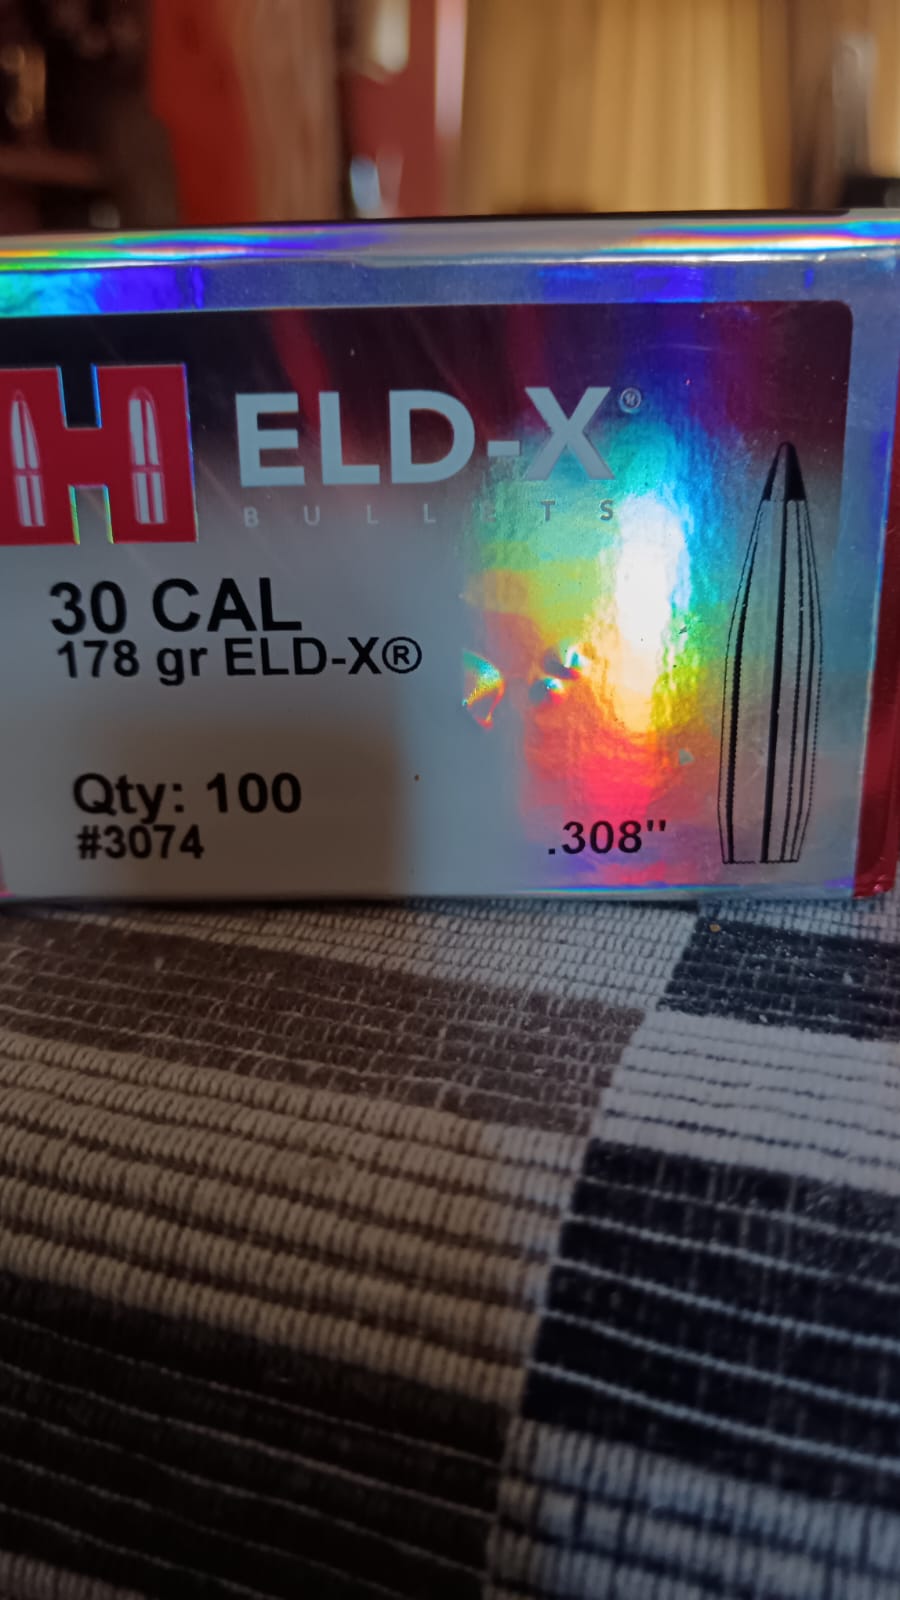 H ELD-X®
BULLETS
30 CAL
178 gr ELD-X®
Qty: 100
#3074
.308"